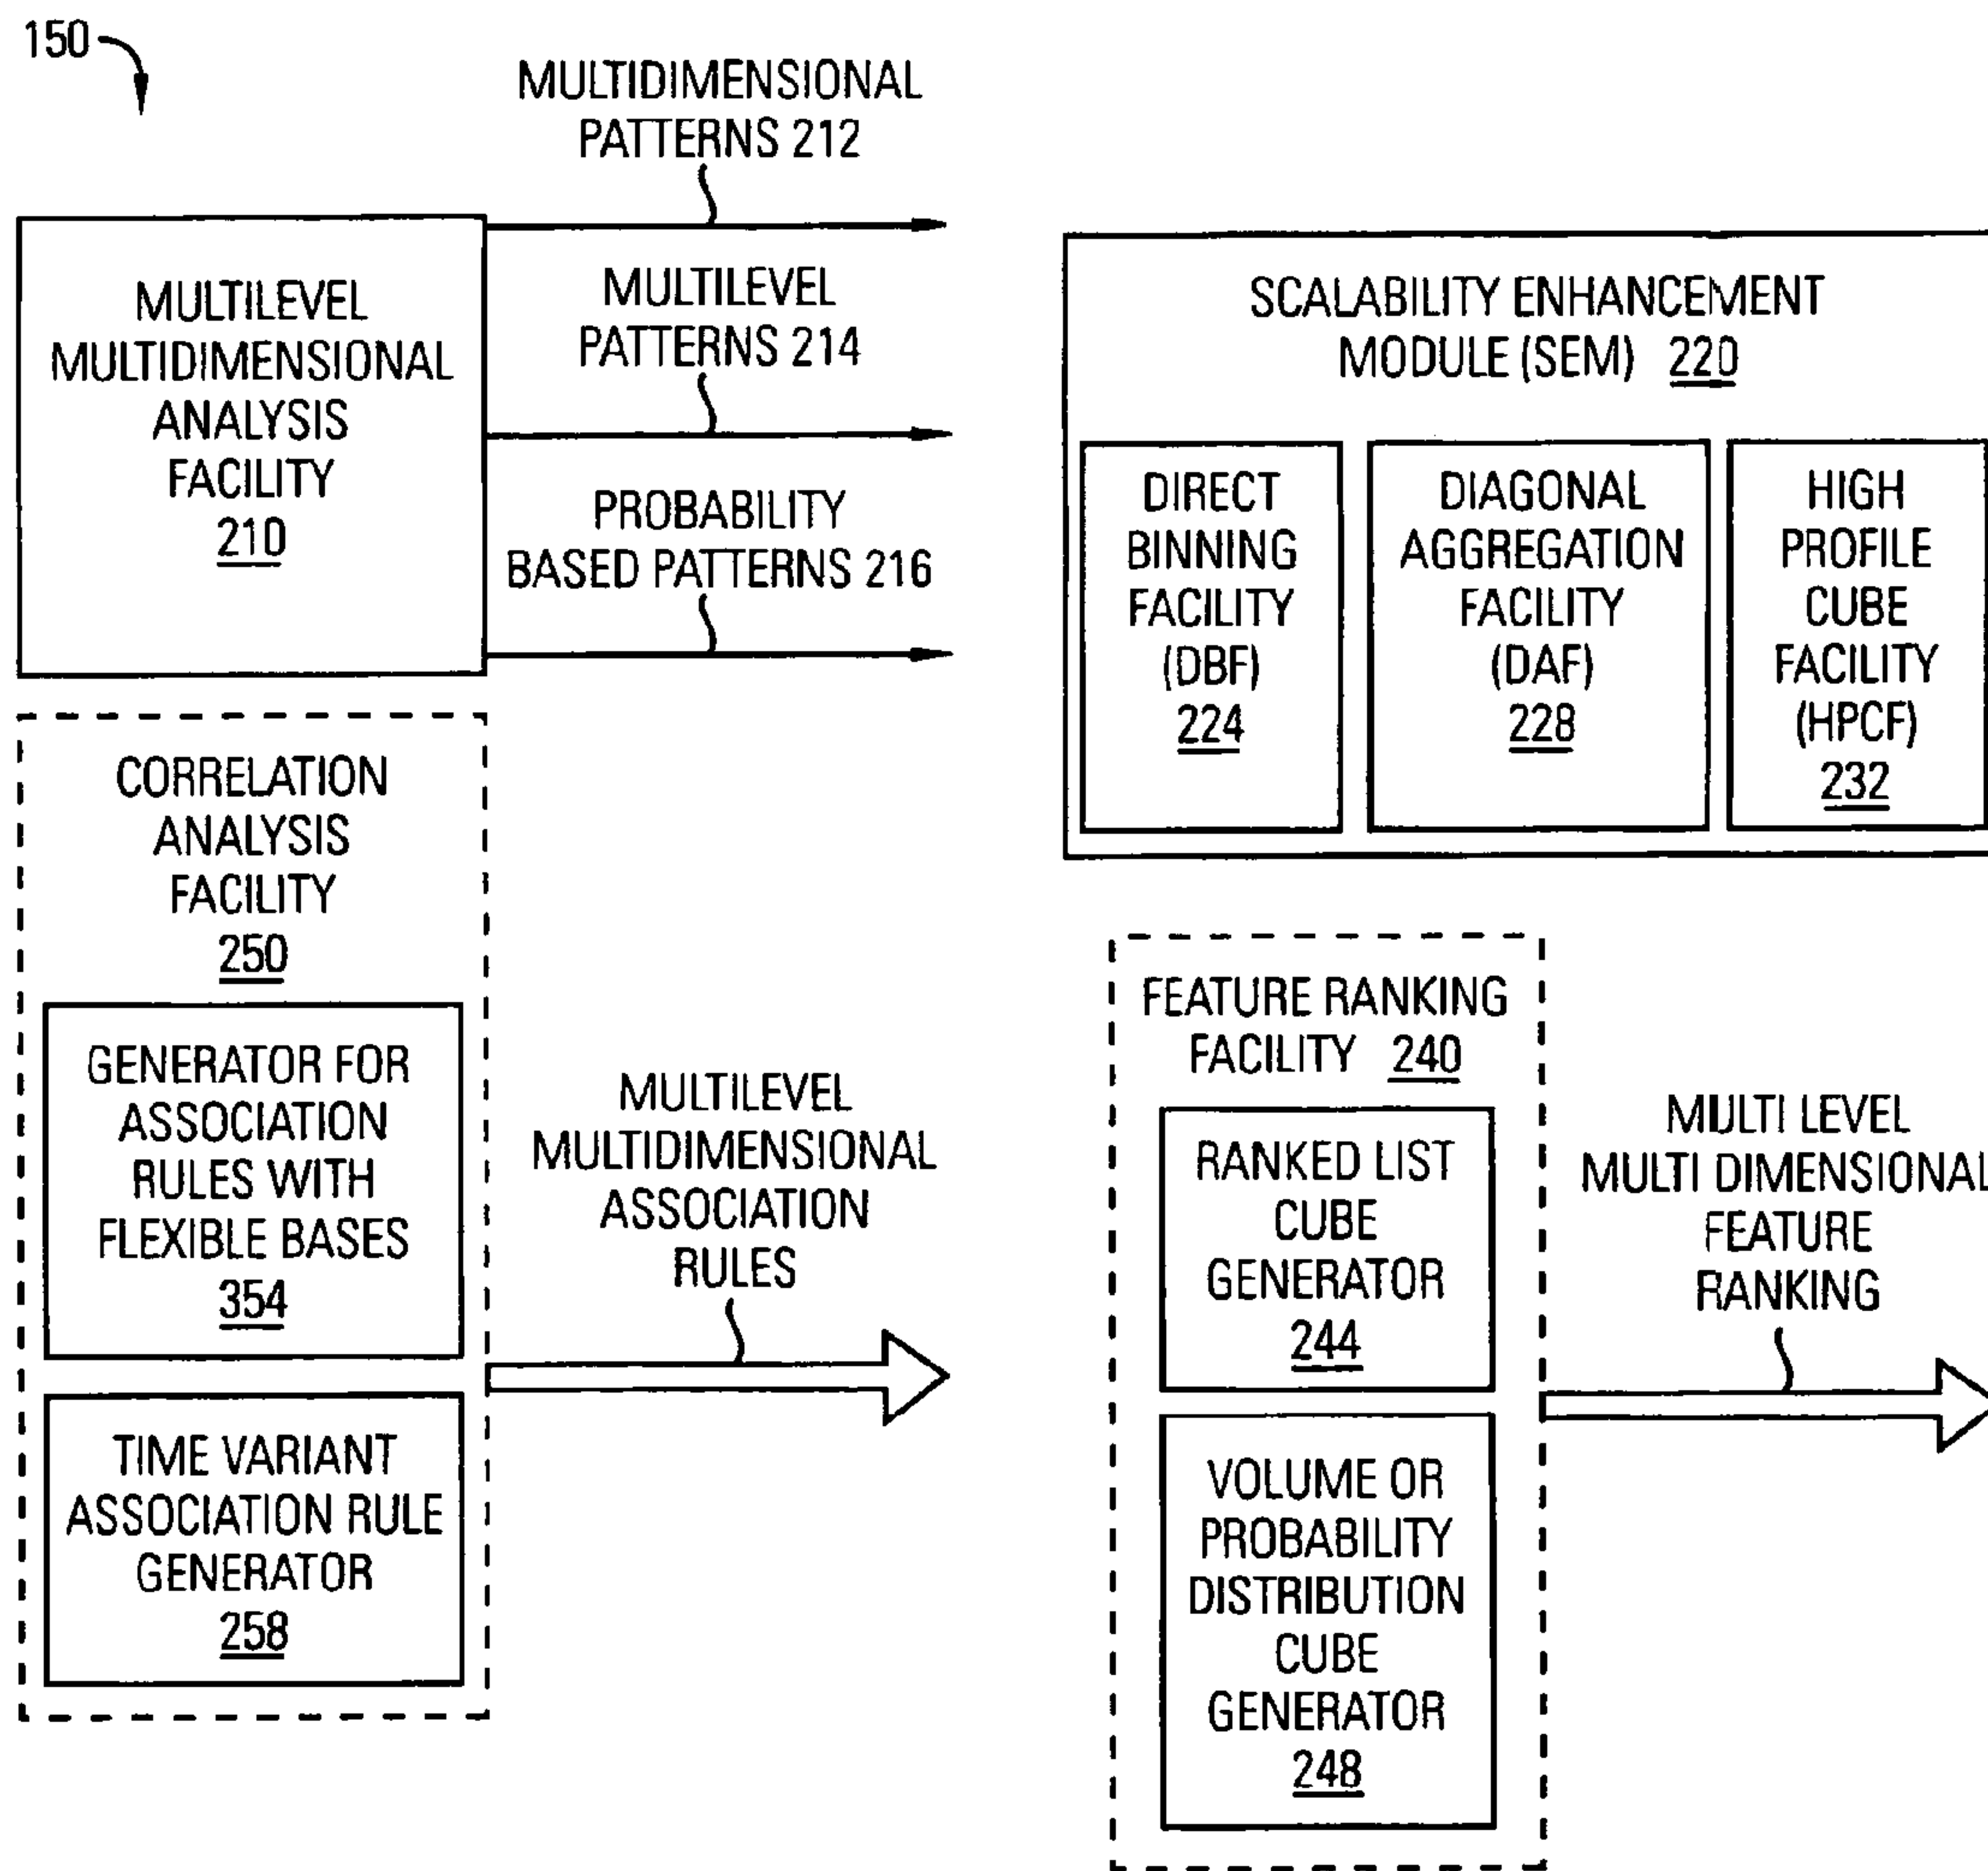 150
MULTIDIMENSIONAL
PATTERNS 212
MULTILEVEL
MULTIDIMENSIONAL
ANALYSIS
FACILITY
210
MULTILEVEL
PATTERNS 214
PROBABILITY
BASED PATTERNS 216
SCALABILITY ENHANCEMENT
MODULE (SEM) 220
DIRECT
BINNING
FACILITY
(DBF)
224
DIAGONAL
AGGREGATION
FACILITY
(DAF)
228
HIGH
PROFILE
CUBE
FACILITY
(HPCF)
232
CORRELATION
ANALYSIS
FACILITY
250
GENERATOR FOR
ASSOCIATION
RULES WITH
FLEXIBLE BASES
354
TIME VARIANT
ASSOCIATION RULE
GENERATOR
258
MULTILEVEL
MULTIDIMENSIONAL
ASSOCIATION
RULES
FEATURE RANKING
FACILITY 240
RANKED LIST
CUBE
GENERATOR
244
VOLUME OR
PROBABILITY
DISTRIBUTION
CUBE
GENERATOR
248
MULTI LEVEL
MULTI DIMENSIONAL
FEATURE
RANKING